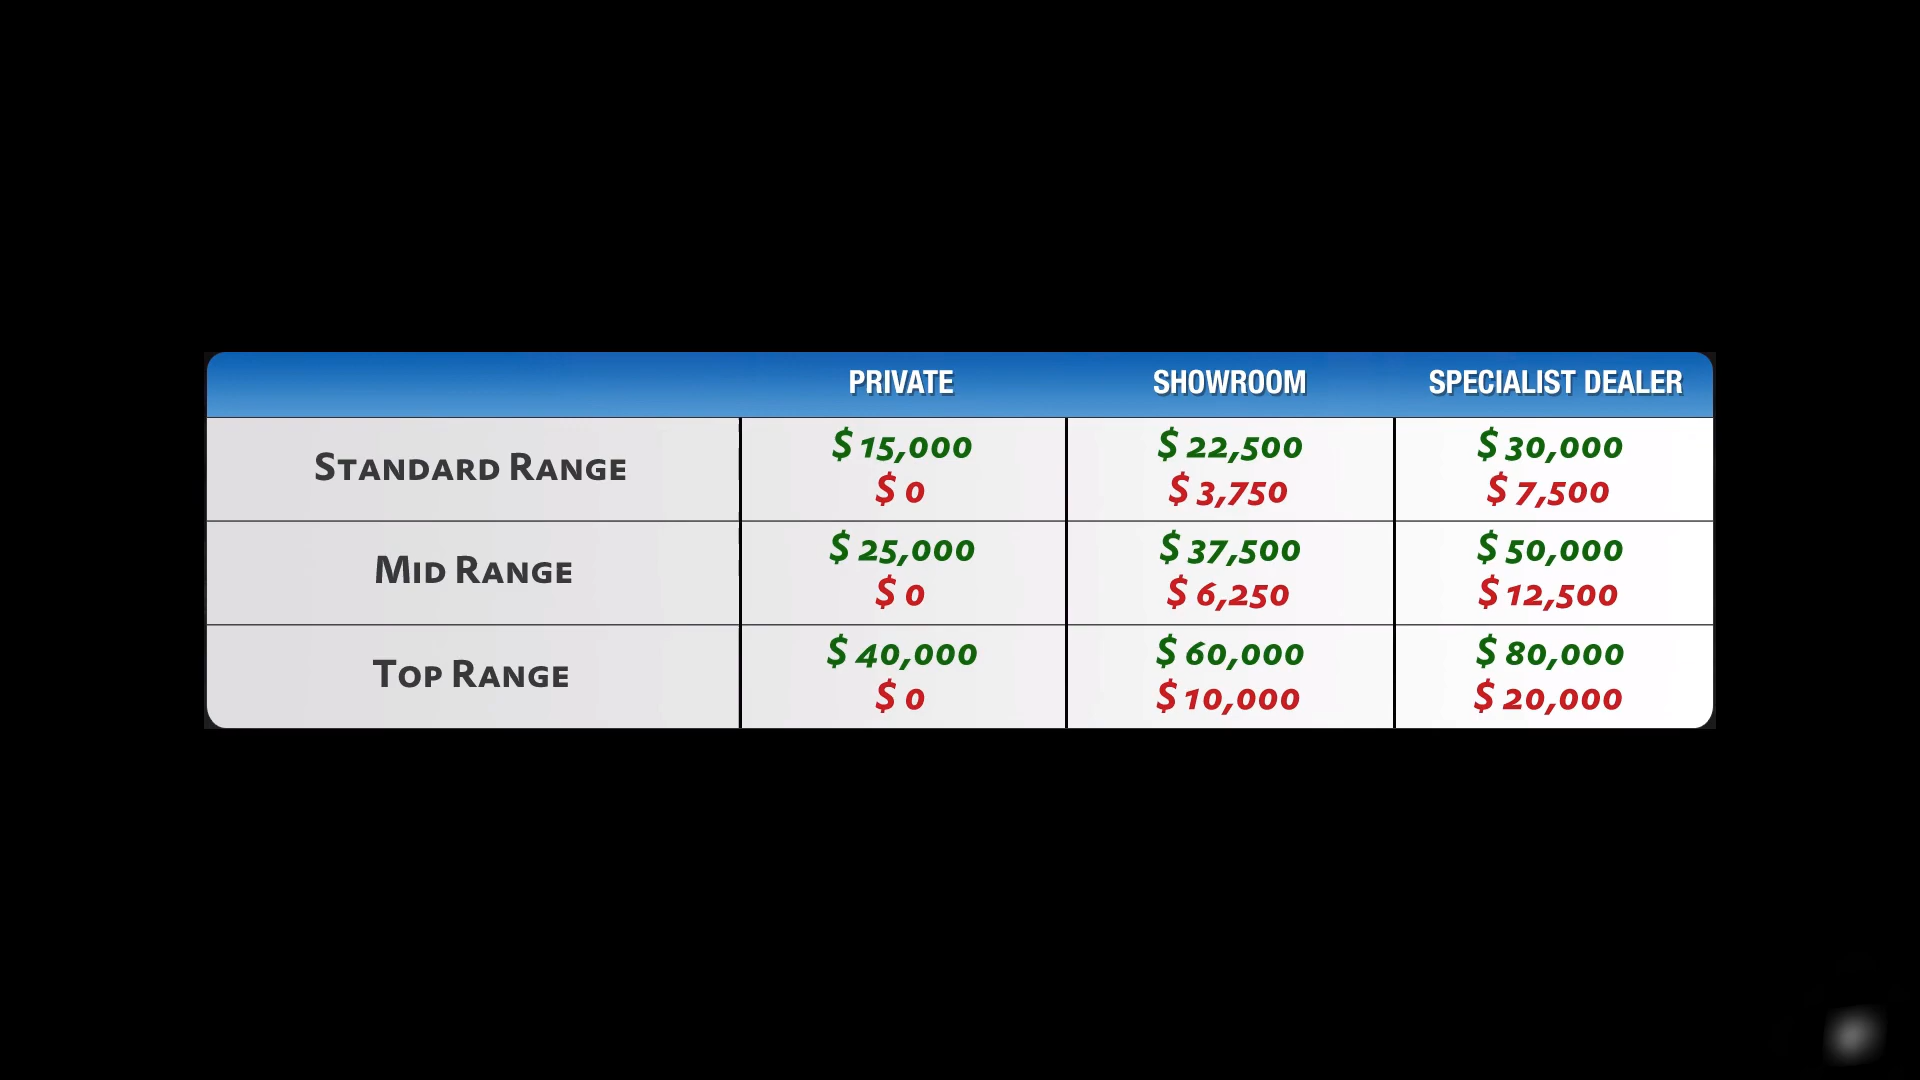 PRIVATE SHOWROOM SPECIALIST DEALER
Standard Range $ 15,000 $ 22,500 $ 30,000
$ 0 $ 3,750 $ 7,500
Mid Range $ 25,000 $ 37,500 $ 50,000
$ 0 $ 6,250 $ 12,500
Top Range $ 40,000 $ 60,000 $ 80,000
$ 0 $ 10,000 $ 20,000